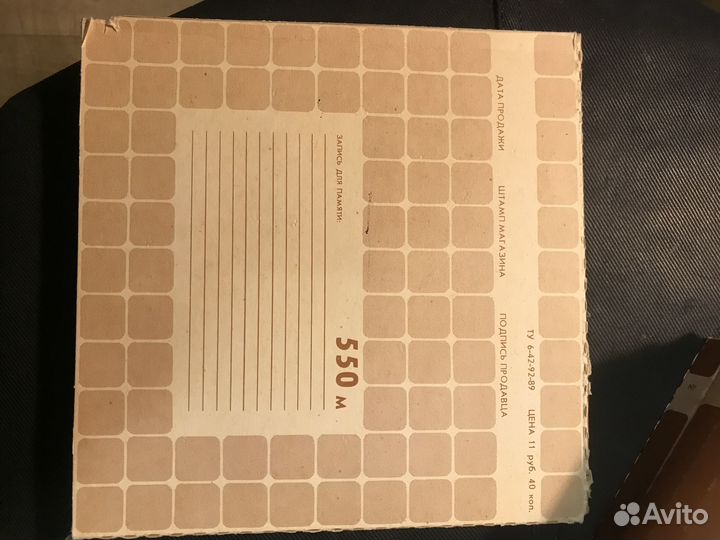 ЗАПИСЬ ДЛЯ ПАМЯТИ:
550 м
ДАТА ПРОДАЖИ ШТАМП МАГАЗИНА ПОДПИСЬ ПРОДАВЦА
ТУ 6-42-92-89 ЦЕНА 11 руб. 40 коп.
Avito